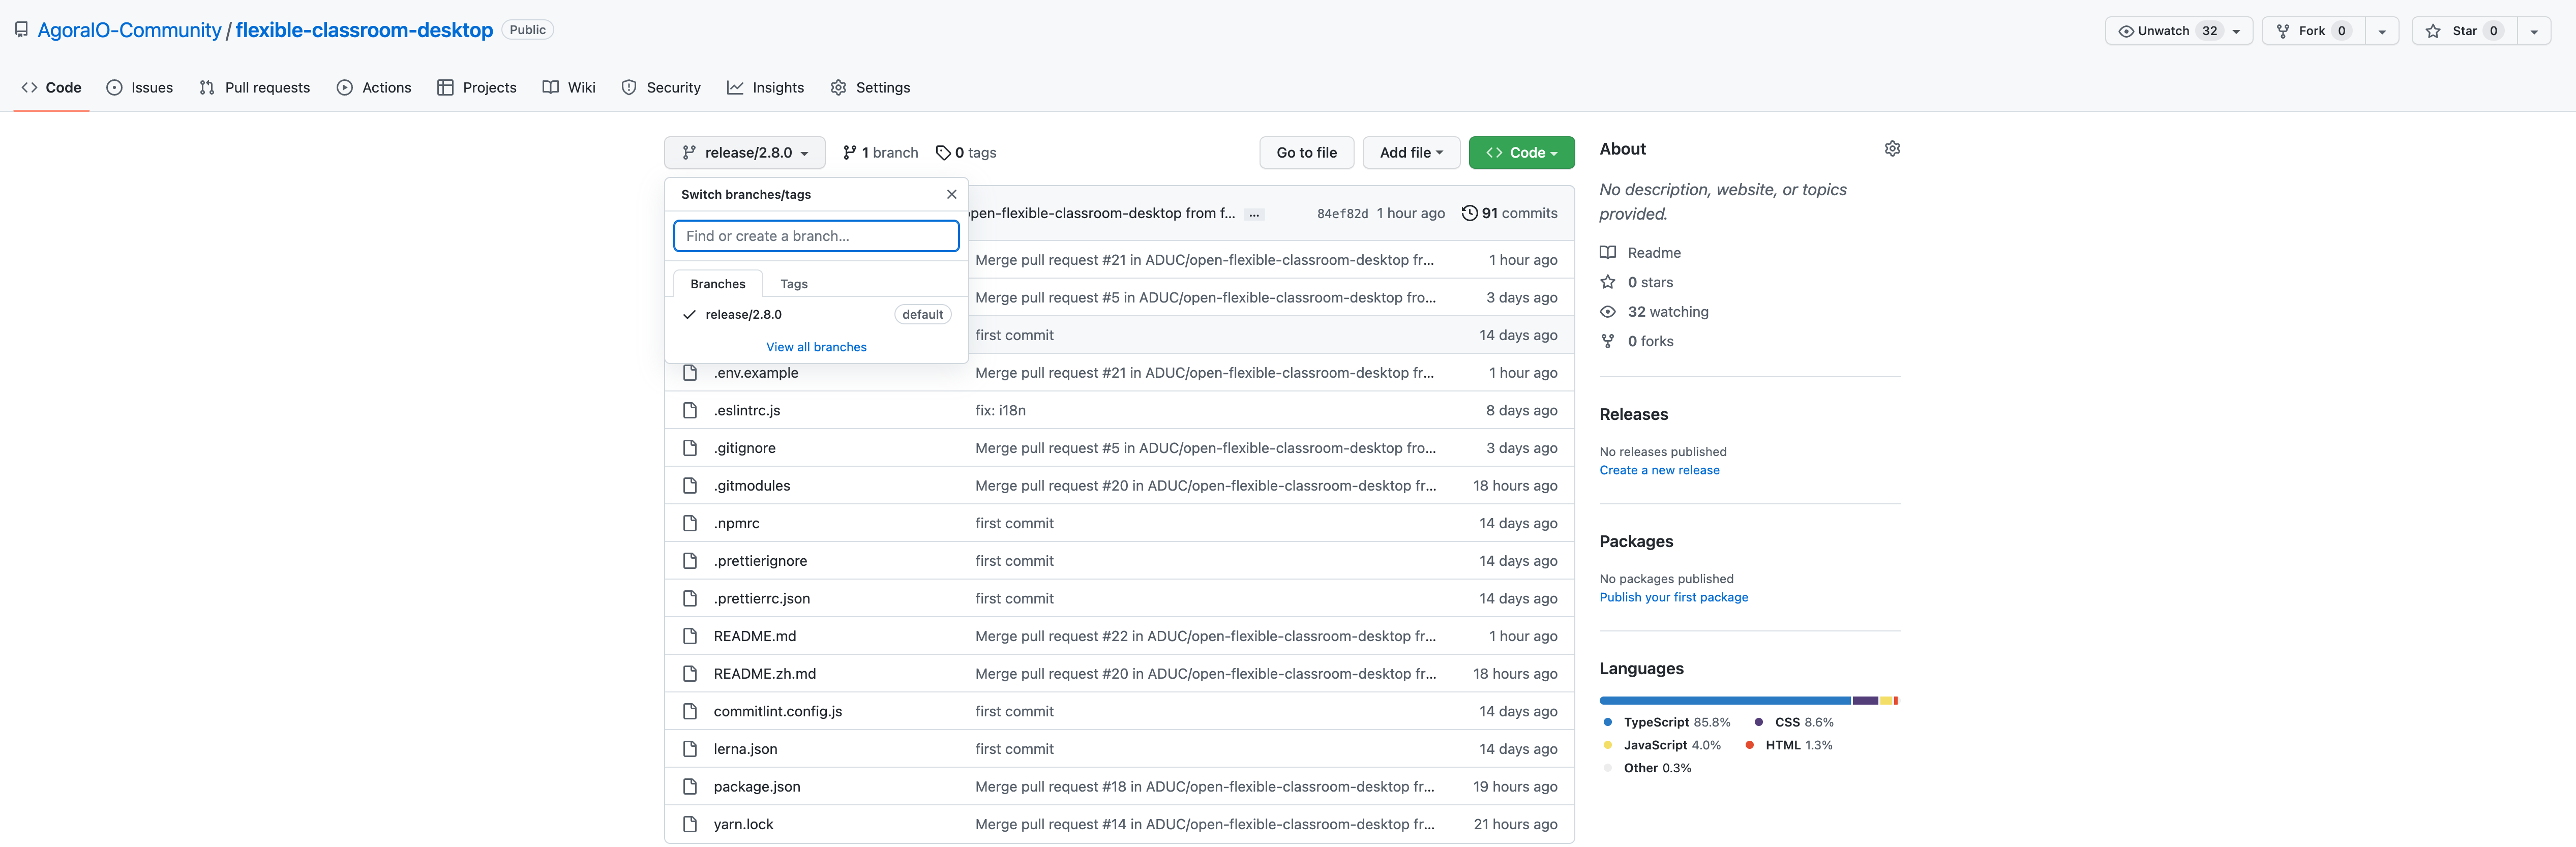 AgoraIO-Community / flexible-classroom-desktop Public
Unwatch 32 Fork 0 Star 0
Code Issues Pull requests Actions Projects Wiki Security Insights Settings
release/2.8.0 1 branch 0 tags Go to file Add file Code
Switch branches/tags
pen-flexible-classroom-desktop from f... ... 84ef82d 1 hour ago 91 commits
Find or create a branch...
Merge pull request #21 in ADUC/open-flexible-classroom-desktop fr... 1 hour ago
Branches Tags
Merge pull request #5 in ADUC/open-flexible-classroom-desktop fro... 3 days ago
release/2.8.0 default
first commit 14 days ago
View all branches
.env.example Merge pull request #21 in ADUC/open-flexible-classroom-desktop fr... 1 hour ago
.eslintrc.js fix: i18n 8 days ago
.gitignore Merge pull request #5 in ADUC/open-flexible-classroom-desktop fro... 3 days ago
.gitmodules Merge pull request #20 in ADUC/open-flexible-classroom-desktop fr... 18 hours ago
.npmrc first commit 14 days ago
.prettierignore first commit 14 days ago
.prettierrc.json first commit 14 days ago
README.md Merge pull request #22 in ADUC/open-flexible-classroom-desktop fr... 1 hour ago
README.zh.md Merge pull request #20 in ADUC/open-flexible-classroom-desktop fr... 18 hours ago
commitlint.config.js first commit 14 days ago
lerna.json first commit 14 days ago
package.json Merge pull request #18 in ADUC/open-flexible-classroom-desktop fr... 19 hours ago
yarn.lock Merge pull request #14 in ADUC/open-flexible-classroom-desktop fr... 21 hours ago
About
No description, website, or topics
provided.
Readme
0 stars
32 watching
0 forks
Releases
No releases published
Create a new release
Packages
No packages published
Publish your first package
Languages
TypeScript 85.8% CSS 8.6%
JavaScript 4.0% HTML 1.3%
Other 0.3%